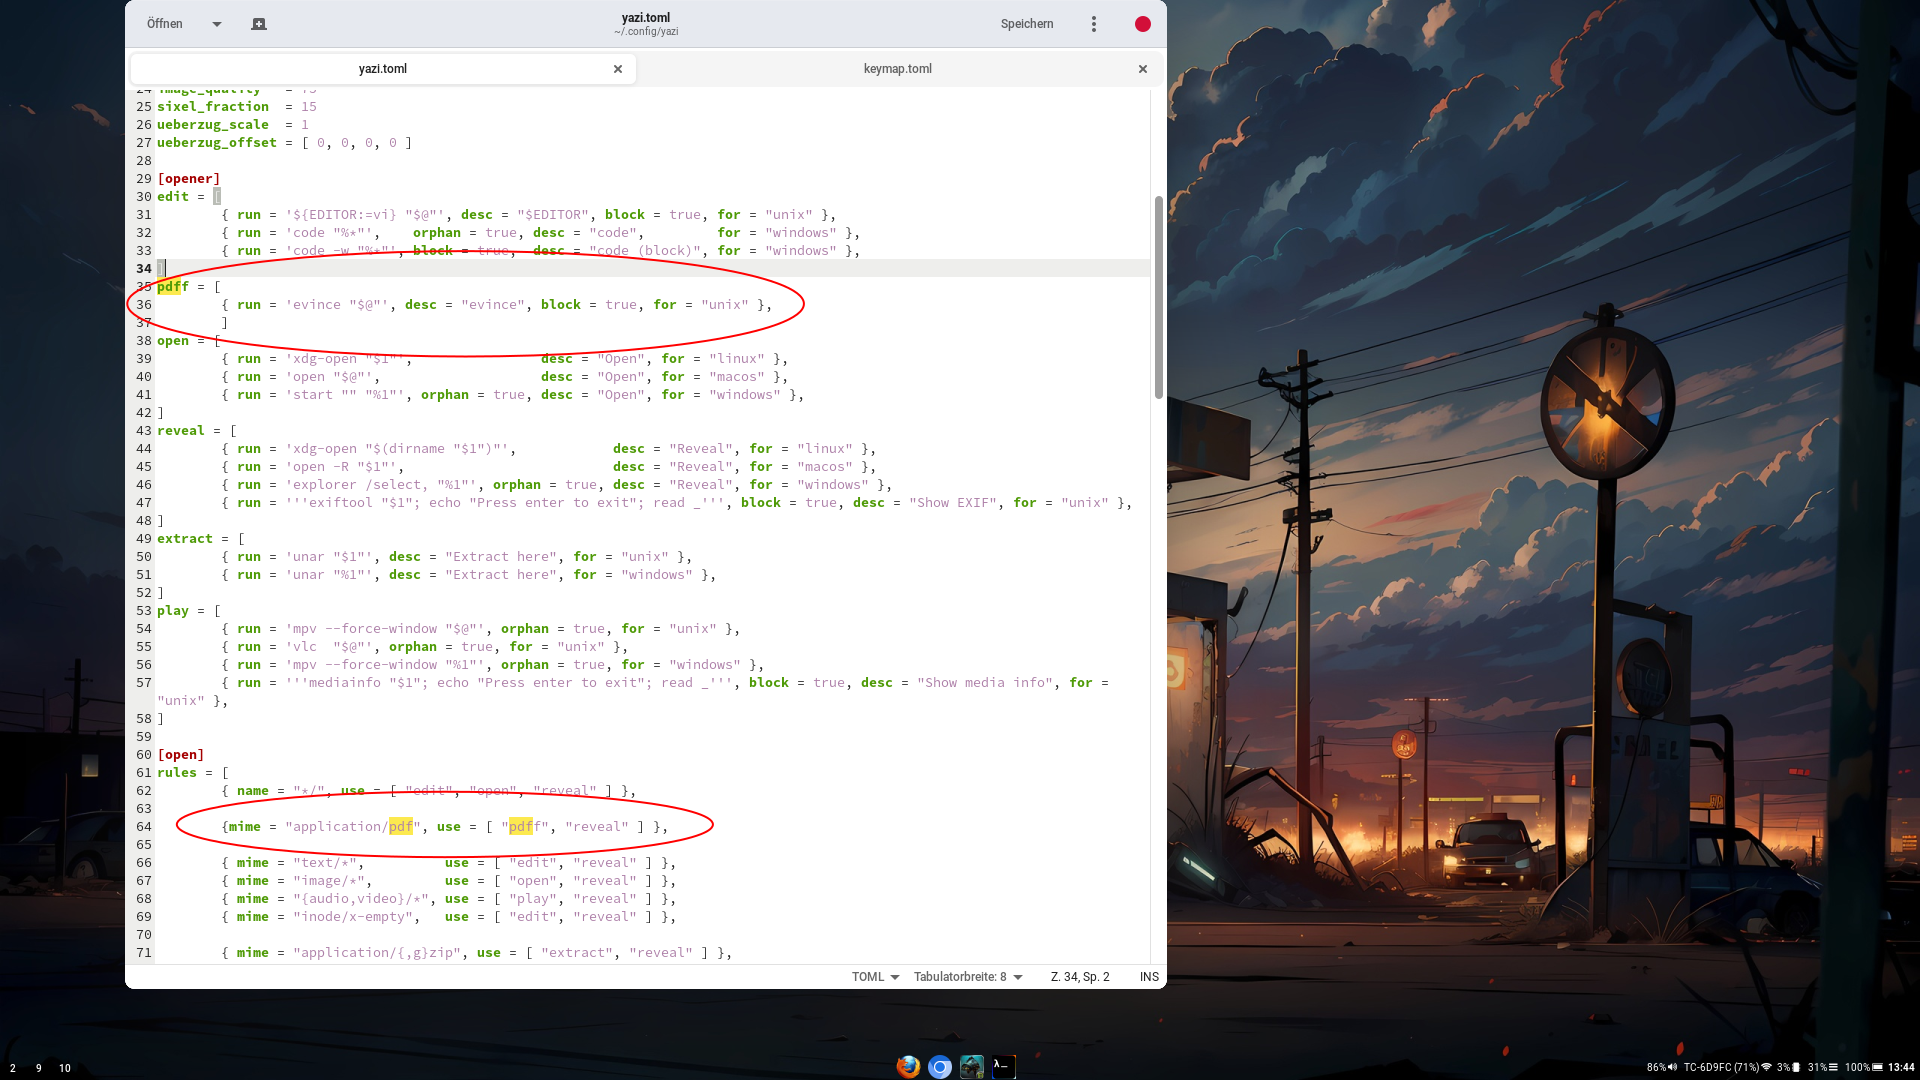 Öffnen
yazi.toml
~/.config/yazi
Speichern
yazi.toml
keymap.toml
24 image_quality = 75
25 sixel_fraction = 15
26 ueberzug_scale = 1
27 ueberzug_offset = [ 0, 0, 0, 0 ]
28
29 [opener]
30 edit = [
31 { run = '${EDITOR:=vi} "$@"', desc = "$EDITOR", block = true, for = "unix" },
32 { run = 'code "%*"', orphan = true, desc = "code", for = "windows" },
33 { run = 'code -w "%*"', block = true, desc = "code (block)", for = "windows" },
34 ]
35 pdff = [
36 { run = 'evince "$@"', desc = "evince", block = true, for = "unix" },
37 ]
38 open = [
39 { run = 'xdg-open "$1"', desc = "Open", for = "linux" },
40 { run = 'open "$@"', desc = "Open", for = "macos" },
41 { run = 'start "" "%1"', orphan = true, desc = "Open", for = "windows" },
42 ]
43 reveal = [
44 { run = 'xdg-open "$(dirname "$1")"', desc = "Reveal", for = "linux" },
45 { run = 'open -R "$1"', desc = "Reveal", for = "macos" },
46 { run = 'explorer /select, "%1"', orphan = true, desc = "Reveal", for = "windows" },
47 { run = '''exiftool "$1"; echo "Press enter to exit"; read _''', block = true, desc = "Show EXIF", for = "unix" },
48 ]
49 extract = [
50 { run = 'unar "$1"', desc = "Extract here", for = "unix" },
51 { run = 'unar "%1"', desc = "Extract here", for = "windows" },
52 ]
53 play = [
54 { run = 'mpv --force-window "$@"', orphan = true, for = "unix" },
55 { run = 'vlc "$@"', orphan = true, for = "unix" },
56 { run = 'mpv --force-window "%1"', orphan = true, for = "windows" },
57 { run = '''mediainfo "$1"; echo "Press enter to exit"; read _''', block = true, desc = "Show media info", for =
"unix" },
58 ]
59
60 [open]
61 rules = [
62 { name = "*/", use = [ "edit", "open", "reveal" ] },
63
64 {mime = "application/pdf", use = [ "pdff", "reveal" ] },
65
66 { mime = "text/*", use = [ "edit", "reveal" ] },
67 { mime = "image/*", use = [ "open", "reveal" ] },
68 { mime = "{audio,video}/*", use = [ "play", "reveal" ] },
69 { mime = "inode/x-empty", use = [ "edit", "reveal" ] },
70
71 { mime = "application/{,g}zip", use = [ "extract", "reveal" ] },
TOML
Tabulatorbreite: 8
Z. 34, Sp. 2
INS
2 9 10
86% TC-6D9FC (71%) 3% 31% 100% 13:44